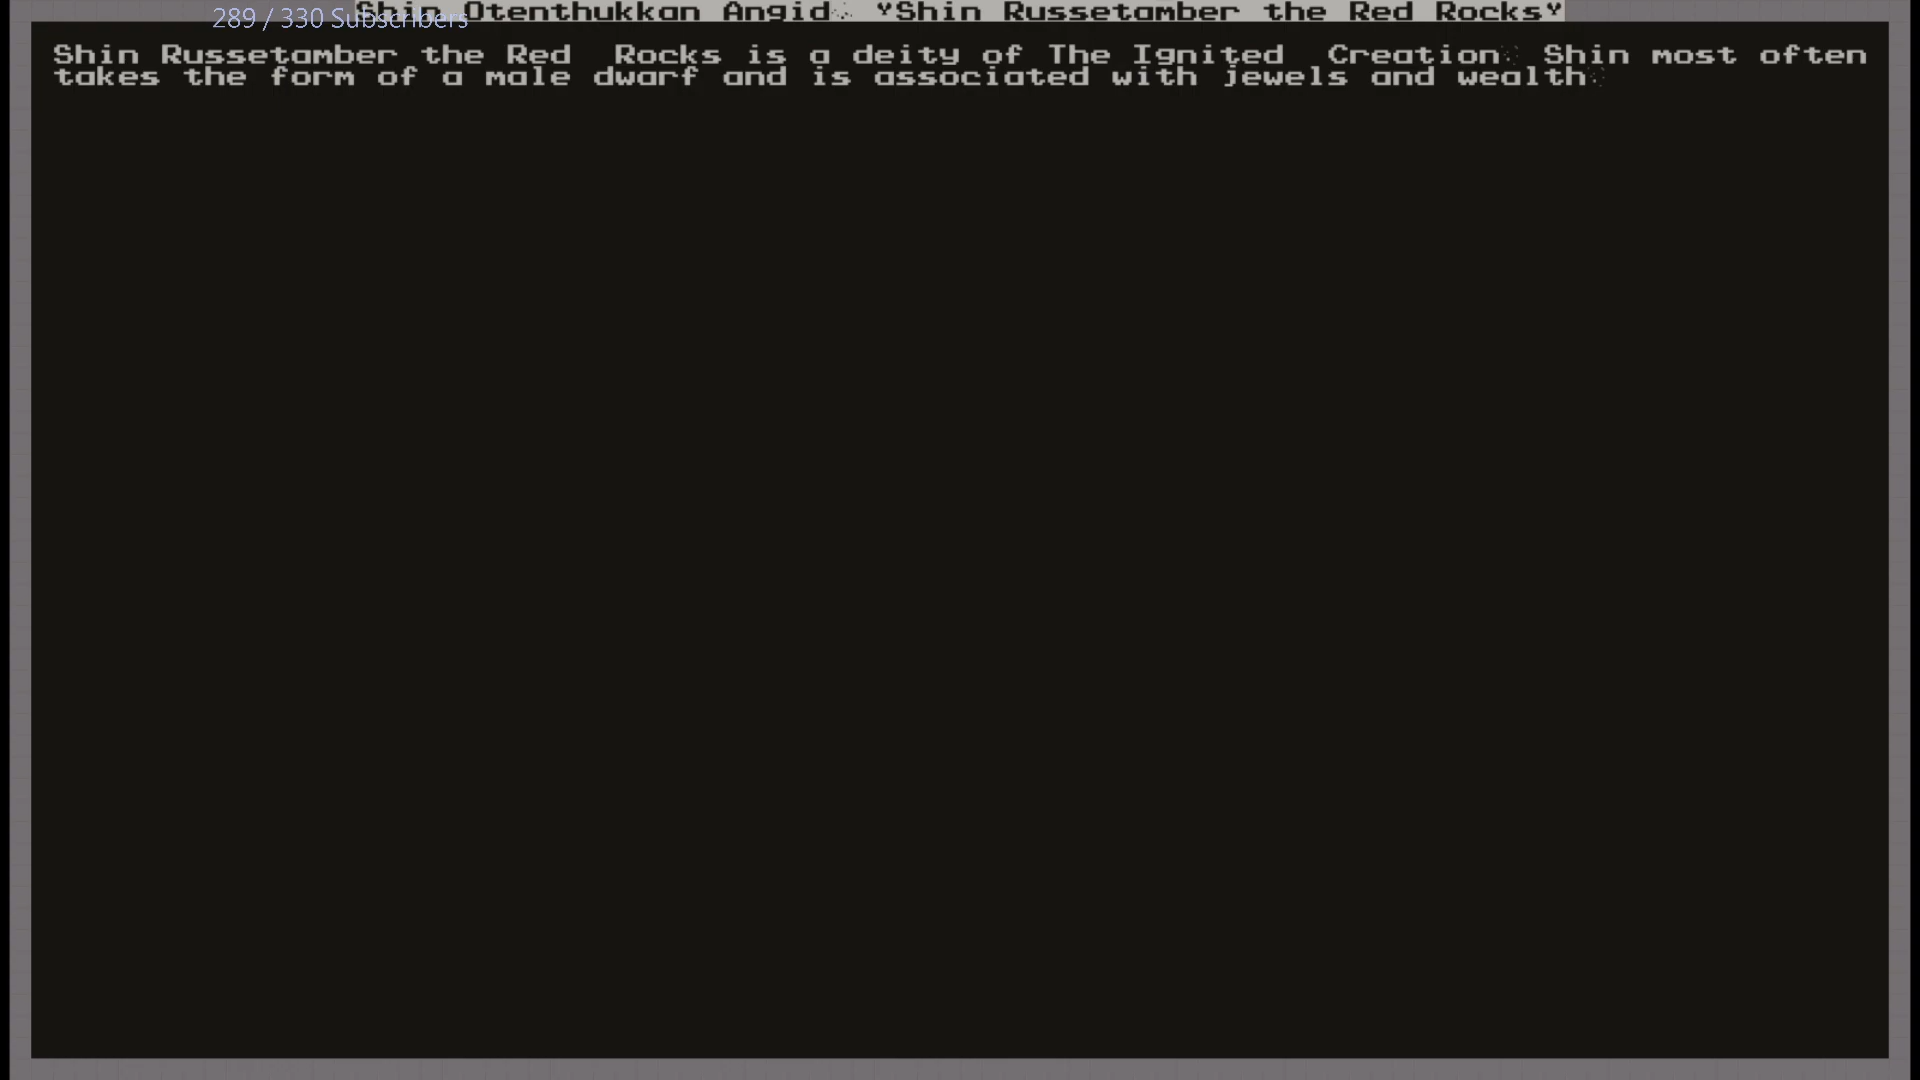 289 / 330 Subscribers
Shin Otenthukkan Angid. "Shin Russetamber the Red Rocks"
Shin Russetamber the Red Rocks is a deity of The Ignited Creation. Shin most often
takes the form of a male dwarf and is associated with jewels and wealth.